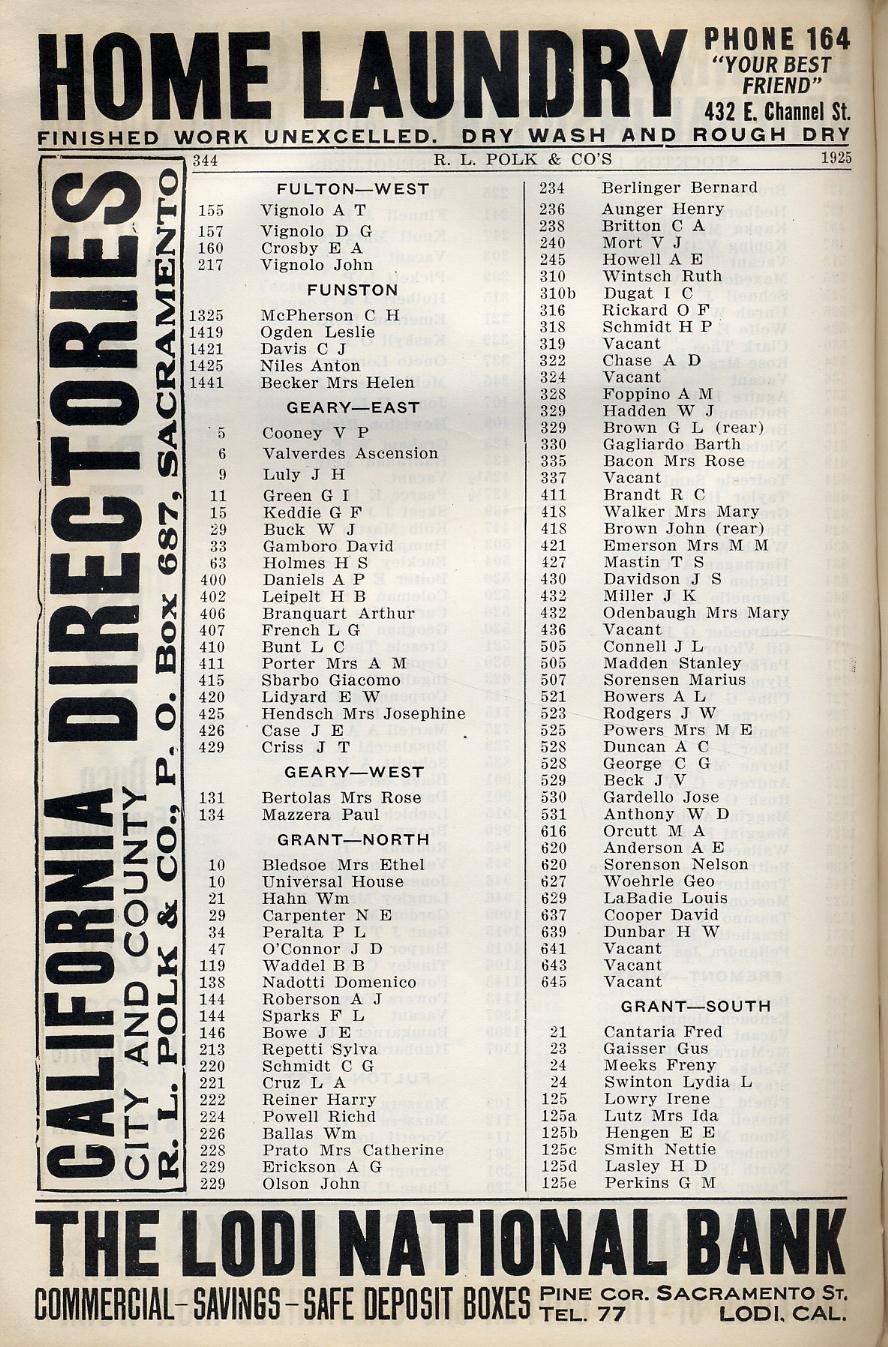 HOME LAUNDRY
PHONE 164
"YOUR BEST
FRIEND"
432 E. Channel St.
FINISHED WORK UNEXCELLED. DRY WASH AND ROUGH DRY
CALIFORNIA DIRECTORIES
CITY AND COUNTY
R. L. POLK & CO., P. O. Box 687, SACRAMENTO
344 R. L. POLK & CO'S 1925
FULTON—WEST
155 Vignolo A T
157 Vignolo D G
160 Crosby E A
217 Vignolo John
FUNSTON
1325 McPherson C H
1419 Ogden Leslie
1421 Davis C J
1425 Niles Anton
1441 Becker Mrs Helen
GEARY—EAST
5 Cooney V P
6 Valverdes Ascension
9 Luly J H
11 Green G I
15 Keddie G F
29 Buck W J
33 Gamboro David
63 Holmes H S
400 Daniels A P
402 Leipelt H B
406 Branquart Arthur
407 French L G
410 Bunt L C
411 Porter Mrs A M
415 Sbarbo Giacomo
420 Lidyard E W
425 Hendsch Mrs Josephine
426 Case J E
429 Criss J T
GEARY—WEST
131 Bertolas Mrs Rose
134 Mazzera Paul
GRANT—NORTH
10 Bledsoe Mrs Ethel
10 Universal House
21 Hahn Wm
29 Carpenter N E
34 Peralta P L
47 O'Connor J D
119 Waddel B B
138 Nadotti Domenico
144 Roberson A J
144 Sparks F L
146 Bowe J E
213 Repetti Sylva
220 Schmidt C G
221 Cruz L A
222 Reiner Harry
224 Powell Richd
226 Ballas Wm
228 Prato Mrs Catherine
229 Erickson A G
229 Olson John
234 Berlinger Bernard
236 Aunger Henry
238 Britton C A
240 Mort V J
245 Howell A E
310 Wintsch Ruth
310b Dugat I C
316 Rickard O F
318 Schmidt H P
319 Vacant
322 Chase A D
324 Vacant
328 Foppino A M
329 Hadden W J
329 Brown G L (rear)
330 Gagliardo Barth
335 Bacon Mrs Rose
337 Vacant
411 Brandt R C
418 Walker Mrs Mary
418 Brown John (rear)
421 Emerson Mrs M M
427 Mastin T S
430 Davidson J S
432 Miller J K
432 Odenbaugh Mrs Mary
436 Vacant
505 Connell J L
505 Madden Stanley
507 Sorensen Marius
521 Bowers A L
523 Rodgers J W
525 Powers Mrs M E
528 Duncan A C
528 George C G
529 Beck J V
530 Gardello Jose
531 Anthony W D
616 Orcutt M A
620 Anderson A E
620 Sorenson Nelson
627 Woehrle Geo
629 LaBadie Louis
637 Cooper David
639 Dunbar H W
641 Vacant
643 Vacant
645 Vacant
GRANT—SOUTH
21 Cantaria Fred
23 Gaisser Gus
24 Meeks Freny
24 Swinton Lydia L
125 Lowry Irene
125a Lutz Mrs Ida
125b Hengen E E
125c Smith Nettie
125d Lasley H D
125e Perkins G M
THE LODI NATIONAL BANK
COMMERCIAL-SAVINGS-SAFE DEPOSIT BOXES
PINE COR. SACRAMENTO ST.
TEL. 77 LODI, CAL.